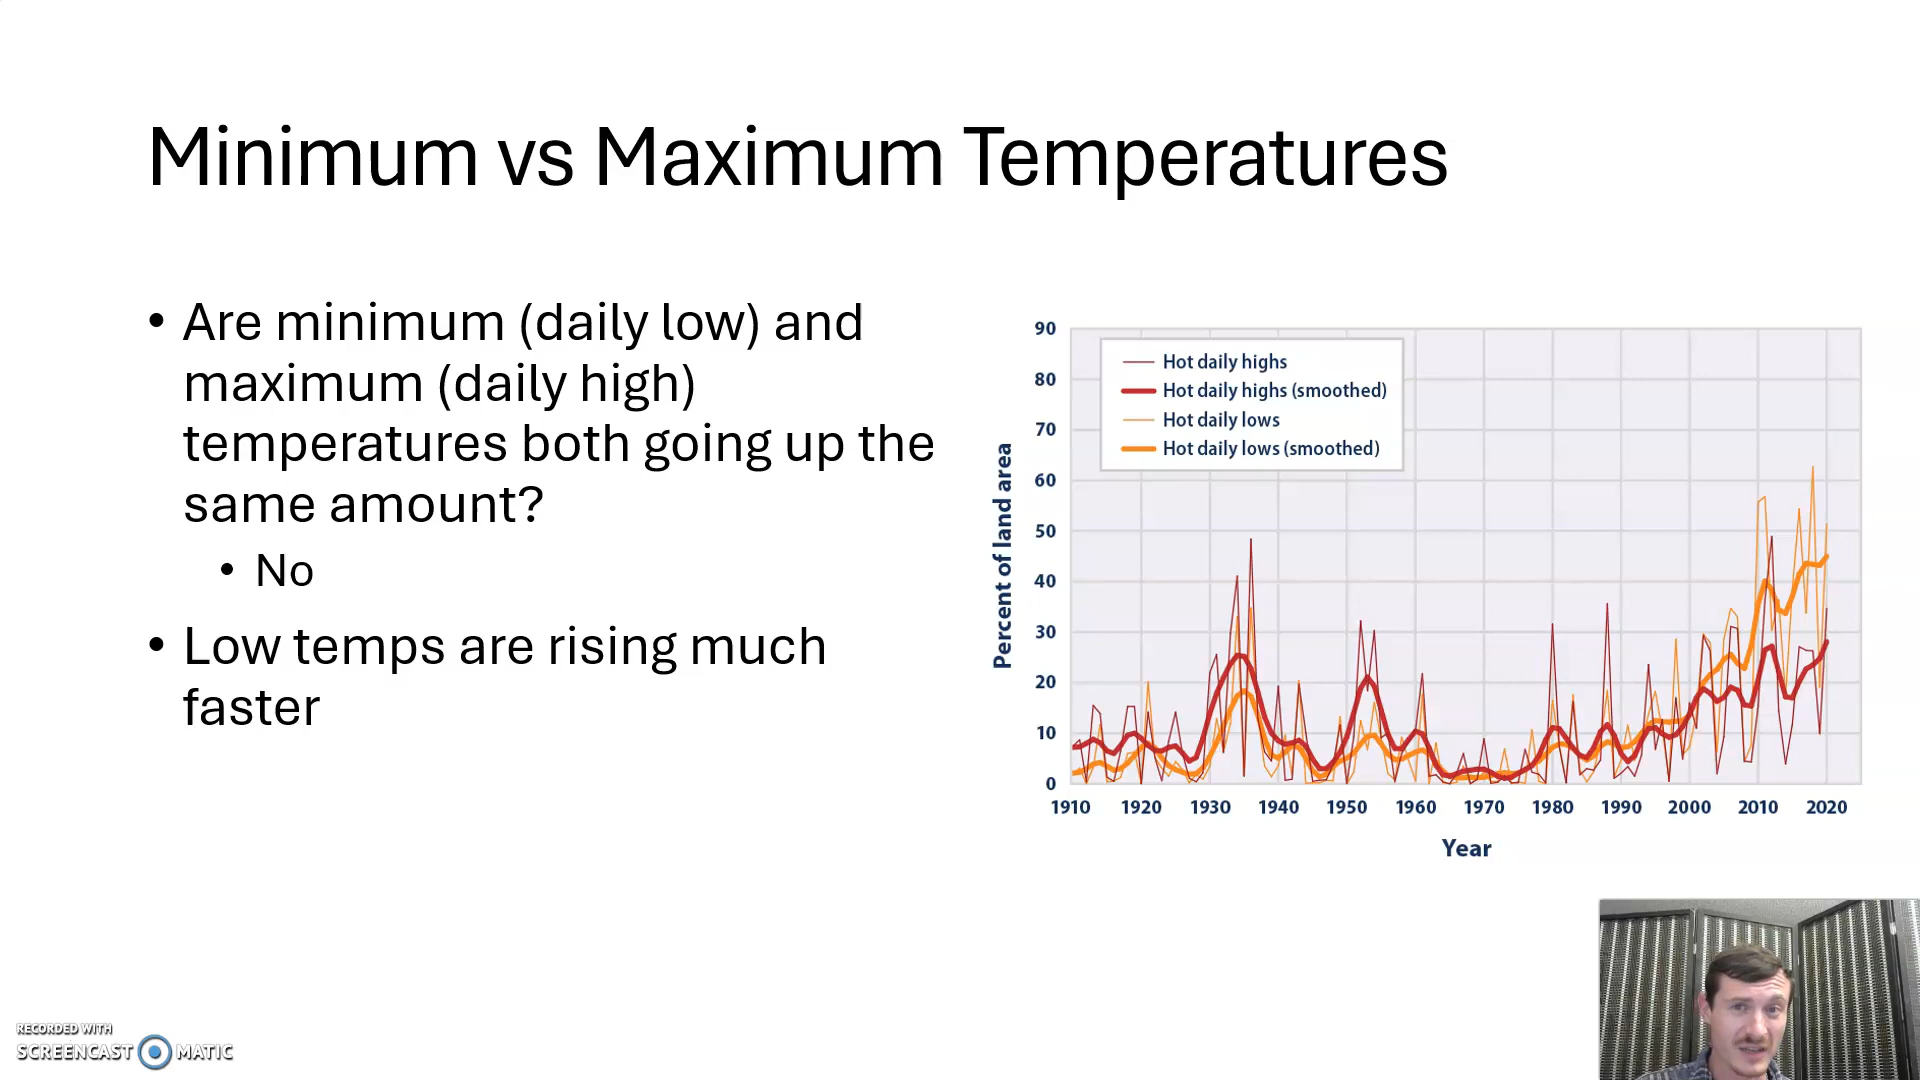 Minimum vs Maximum Temperatures
• Are minimum (daily low) and
maximum (daily high)
temperatures both going up the
same amount?
• No
• Low temps are rising much
faster
Hot daily highs
Hot daily highs (smoothed)
Hot daily lows
Hot daily lows (smoothed)
Percent of land area
90
80
70
60
50
40
30
20
10
0
1910 1920 1930 1940 1950 1960 1970 1980 1990 2000 2010 2020
Year
RECORDED WITH
SCREENCAST MATIC